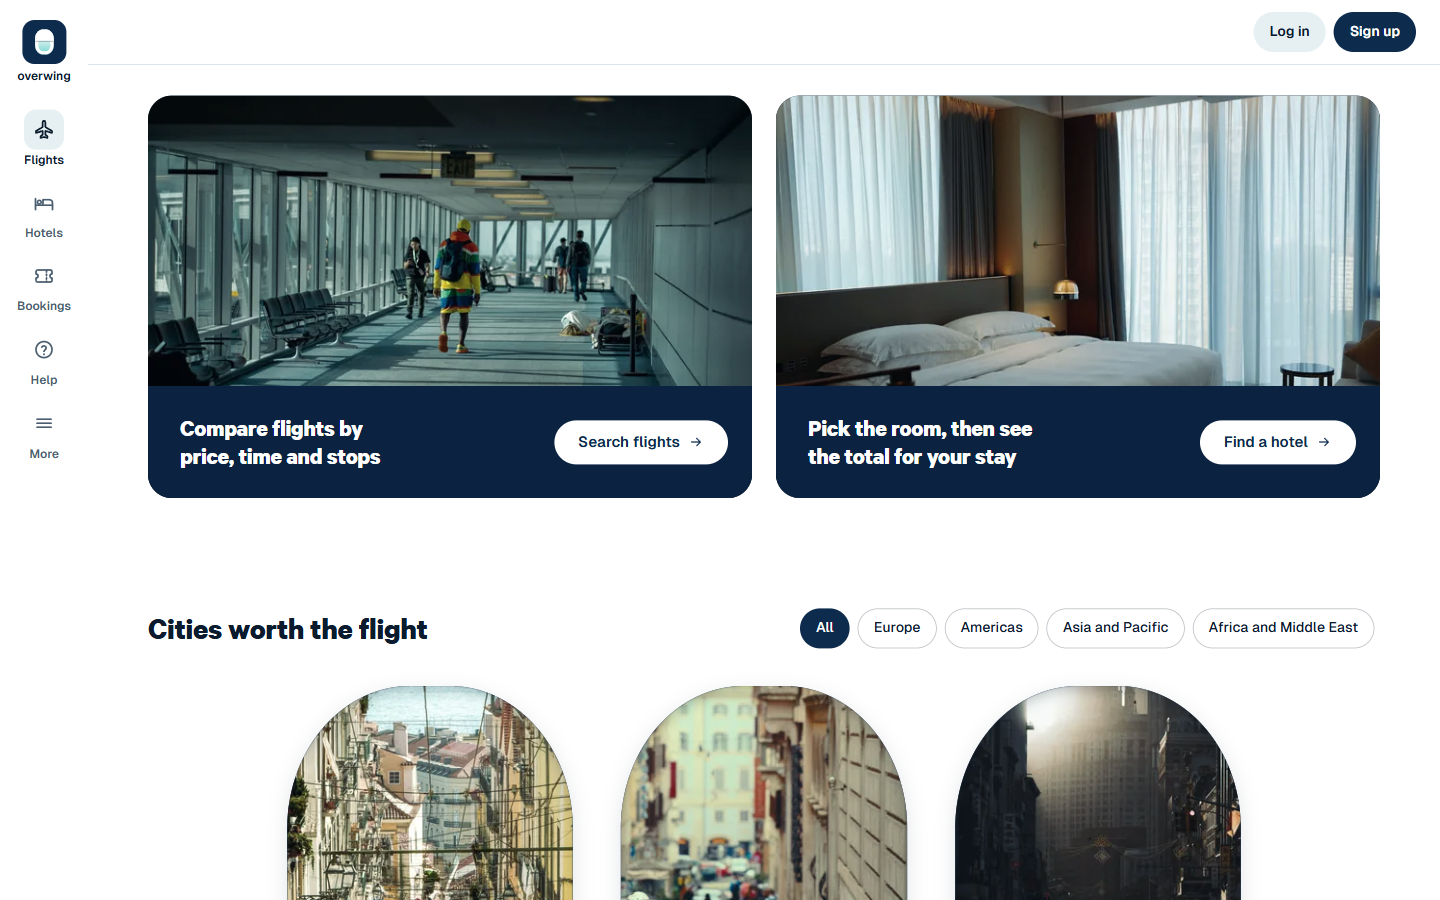 overwing
Flights
Hotels
Bookings
Help
More
Log in
Sign up
EXIT
Compare flights by
price, time and stops
Search flights
Pick the room, then see
the total for your stay
Find a hotel
Cities worth the flight
All
Europe
Americas
Asia and Pacific
Africa and Middle East